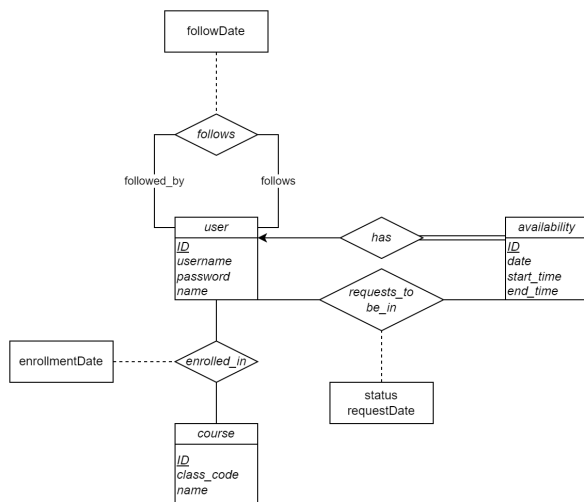 followDate
follows
followed_by
follows
user
ID
username
password
name
has
availability
ID
date
start_time
end_time
requests_to
be_in
enrollmentDate
enrolled_in
status
requestDate
course
ID
class_code
name